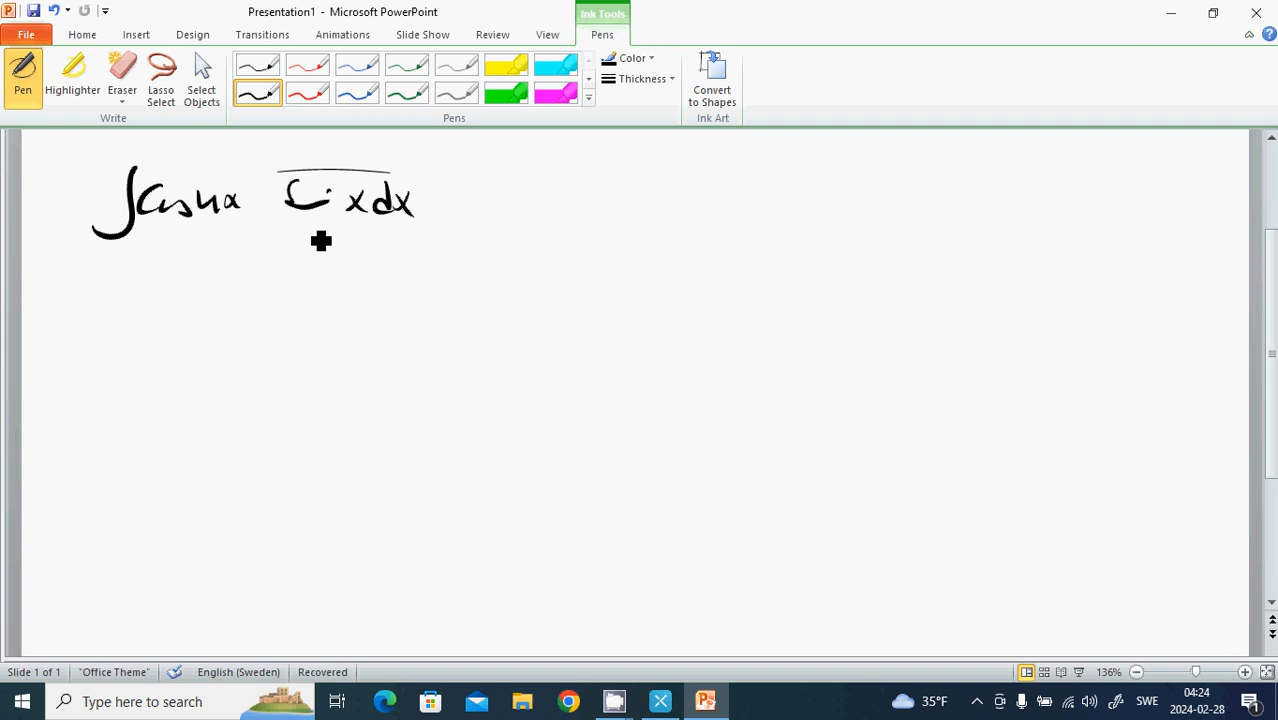 Presentation1 - Microsoft PowerPoint
Ink Tools
File Home Insert Design Transitions Animations Slide Show Review View Pens
Pen Highlighter Eraser Lasso Select Select Objects
Color Thickness
Convert to Shapes
Write Pens Ink Art
∫ x dx
Slide 1 of 1 "Office Theme" English (Sweden) Recovered 136%
Type here to search 35°F SWE 04:24
2024-02-28 1